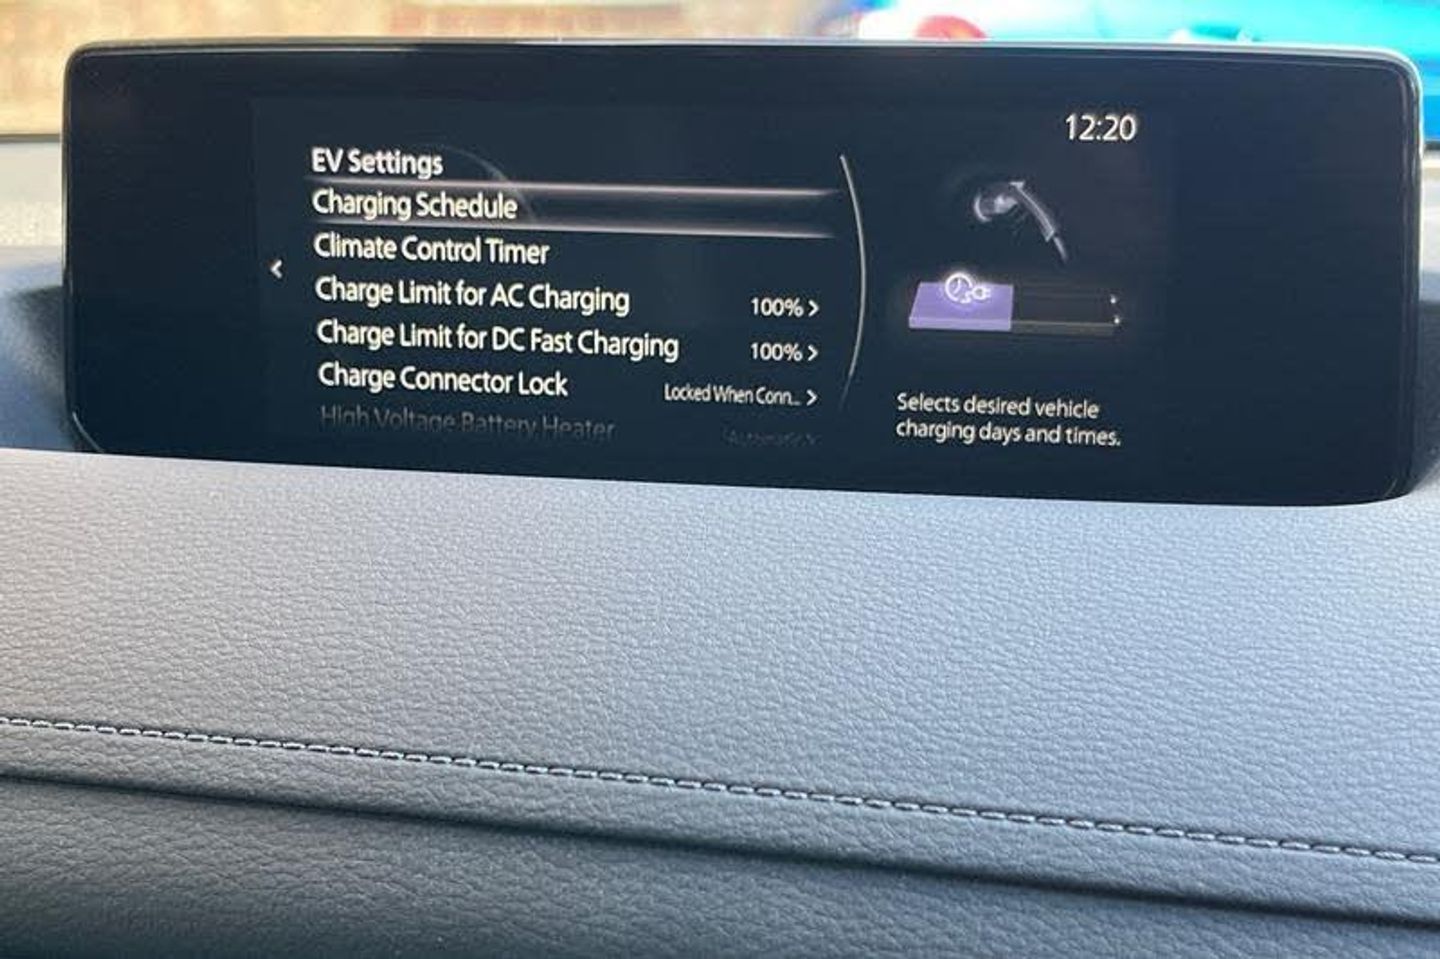 12:20
EV Settings
Charging Schedule
Climate Control Timer
Charge Limit for AC Charging 100% >
Charge Limit for DC Fast Charging 100% >
Charge Connector Lock Locked When Conn... >
High Voltage Battery Heater Automatic >
Selects desired vehicle
charging days and times.